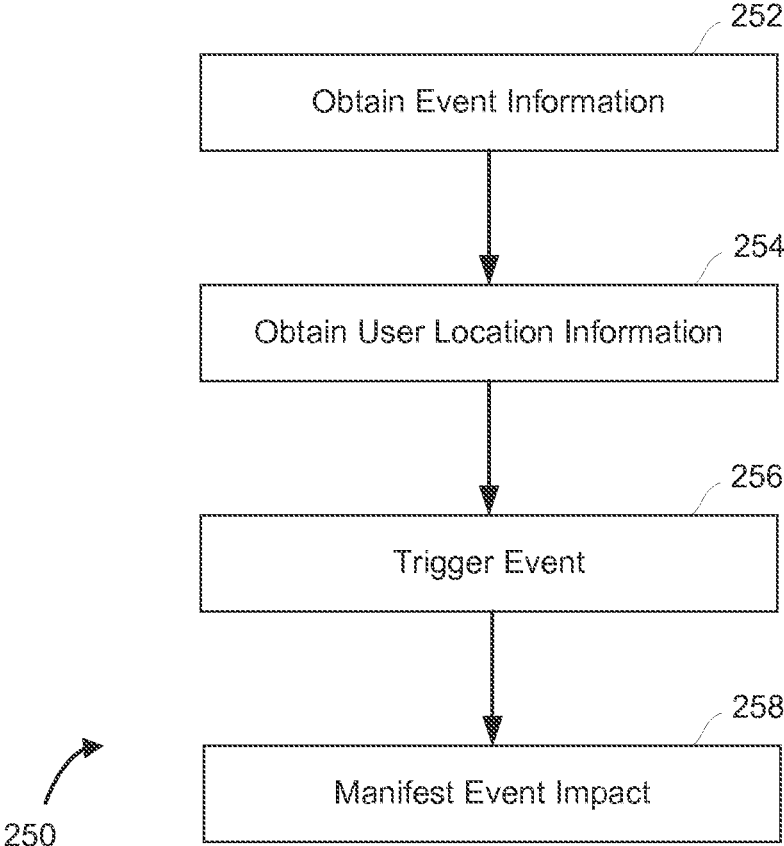 252
Obtain Event Information
254
Obtain User Location Information
256
Trigger Event
258
Manifest Event Impact
250